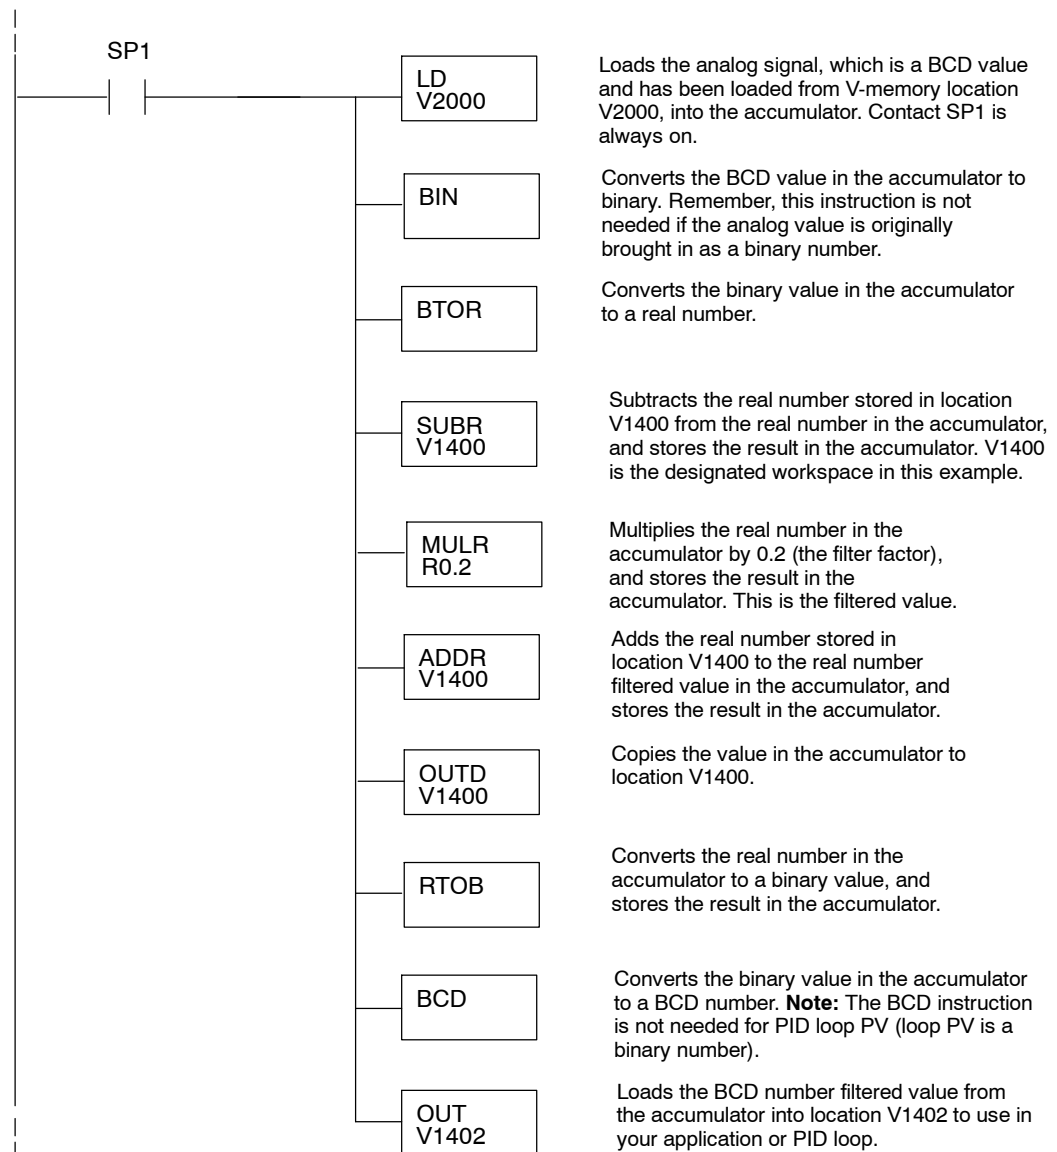 SP1
LD
V2000
Loads the analog signal, which is a BCD value
and has been loaded from V-memory location
V2000, into the accumulator. Contact SP1 is
always on.
BIN
Converts the BCD value in the accumulator to
binary. Remember, this instruction is not
needed if the analog value is originally
brought in as a binary number.
BTOR
Converts the binary value in the accumulator
to a real number.
SUBR
V1400
Subtracts the real number stored in location
V1400 from the real number in the accumulator,
and stores the result in the accumulator. V1400
is the designated workspace in this example.
MULR
R0.2
Multiplies the real number in the
accumulator by 0.2 (the filter factor),
and stores the result in the
accumulator. This is the filtered value.
ADDR
V1400
Adds the real number stored in
location V1400 to the real number
filtered value in the accumulator, and
stores the result in the accumulator.
OUTD
V1400
Copies the value in the accumulator to
location V1400.
RTOB
Converts the real number in the
accumulator to a binary value, and
stores the result in the accumulator.
BCD
Converts the binary value in the accumulator
to a BCD number. Note: The BCD instruction
is not needed for PID loop PV (loop PV is a
binary number).
OUT
V1402
Loads the BCD number filtered value from
the accumulator into location V1402 to use in
your application or PID loop.